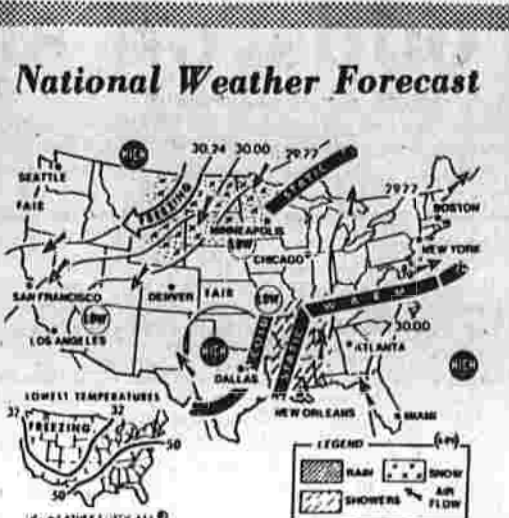 National Weather Forecast
HIGH
30.24 30.00 29.77
SEATTLE
FAIR
FREEZING
STATIC
29.77
BOSTON
MINNEAPOLIS
LOW
CHICAGO
NEW YORK
SAN FRANCISCO
DENVER
FAIR
LOW
WARM
LOW
LOS ANGELES
COLD
STATIC
30.00
HIGH
ATLANTA
HIGH
DALLAS
NEW ORLEANS
MIAMI
LOWEST TEMPERATURES
32 32
FREEZING
50
50
LEGEND
RAIN
SNOW
SHOWERS
AIR
FLOW